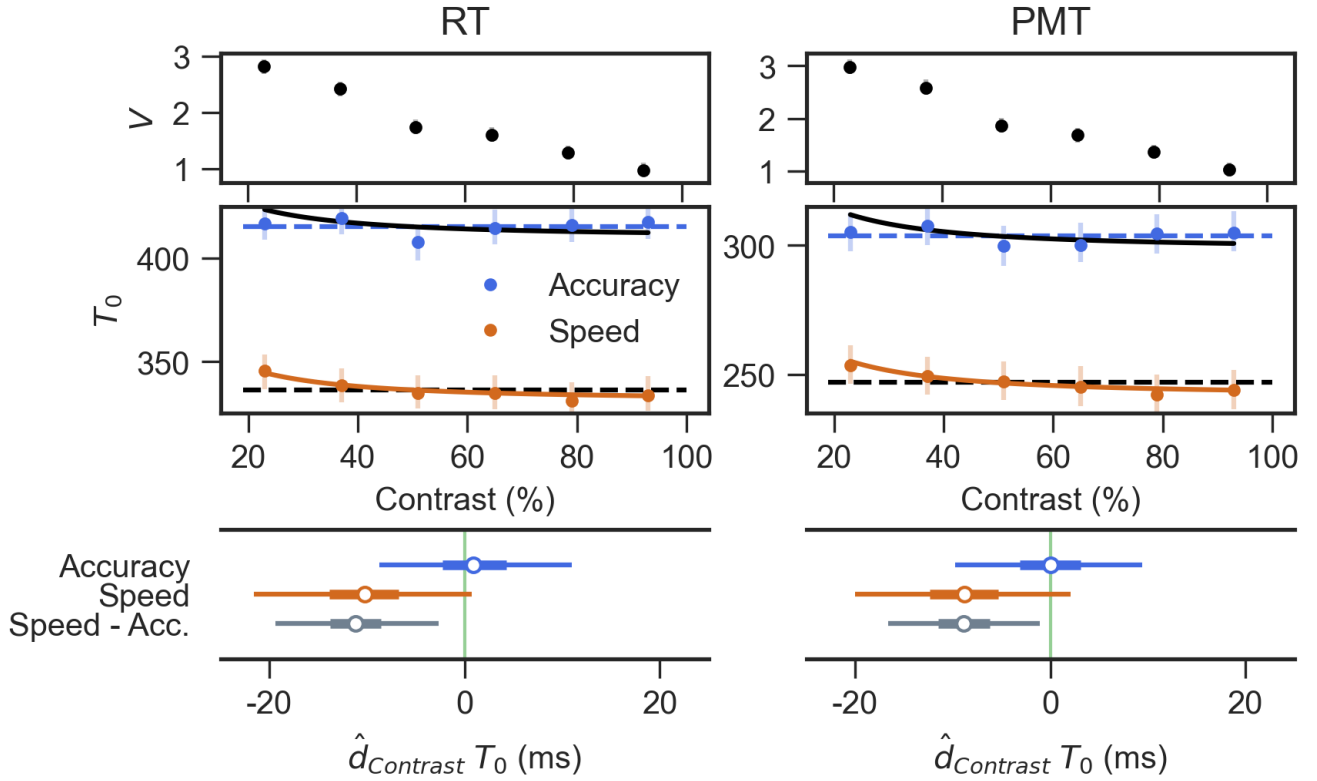 RT PMT
3
2
1
V
3
2
1
400
350
T₀
Accuracy
Speed
300
250
20 40 60 80 100
Contrast (%)
20 40 60 80 100
Contrast (%)
Accuracy
Speed
Speed - Acc.
-20 0 20
d̂Contrast T₀ (ms)
-20 0 20
d̂Contrast T₀ (ms)